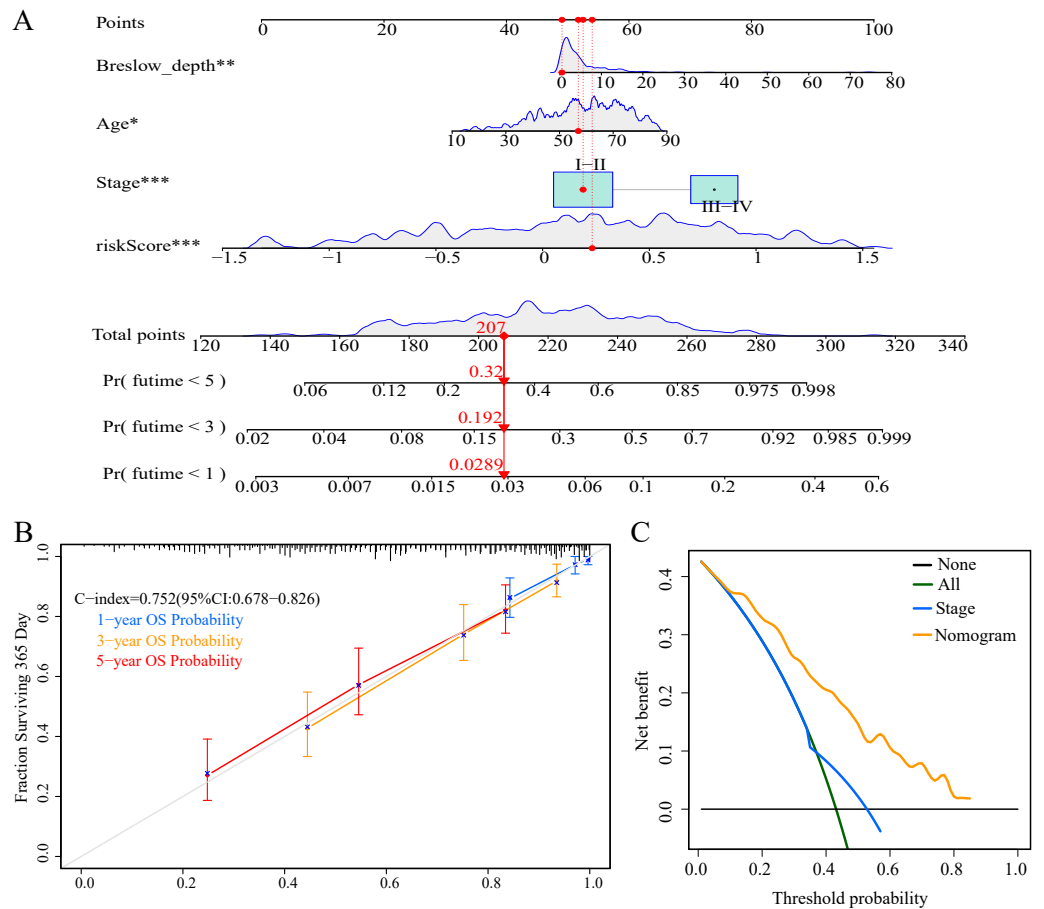 A
Points
0 20 40 60 80 100
Breslow_depth**
0 10 20 30 40 50 60 70 80
Age*
10 30 50 70 90
I−II
Stage***
III−IV
riskScore***
−1.5 −1 −0.5 0 0.5 1 1.5
207
Total points
120 140 160 180 200 220 240 260 280 300 320 340
0.32
Pr( futime < 5 )
0.06 0.12 0.2 0.4 0.6 0.85 0.975 0.998
0.192
Pr( futime < 3 )
0.02 0.04 0.08 0.15 0.3 0.5 0.7 0.92 0.985 0.999
0.0289
Pr( futime < 1 )
0.003 0.007 0.015 0.03 0.06 0.1 0.2 0.4 0.6
B
C−index=0.752(95%CI:0.678−0.826)
1−year OS Probability
3−year OS Probability
5−year OS Probability
Fraction Surviving 365 Day
0.0 0.2 0.4 0.6 0.8 1.0
0.0 0.2 0.4 0.6 0.8 1.0
C
None
All
Stage
Nomogram
Net benefit
0.0 0.1 0.2 0.3 0.4
0.0 0.2 0.4 0.6 0.8 1.0
Threshold probability